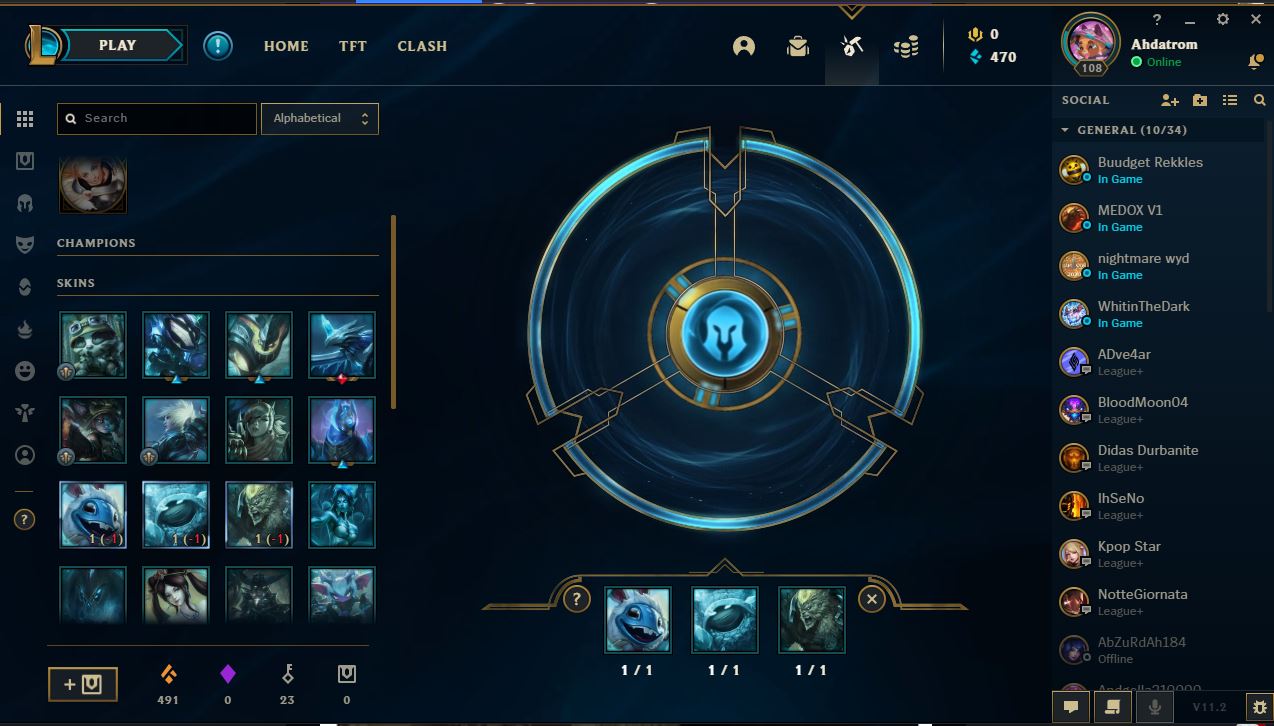 PLAY
HOME
TFT
CLASH
0
470
?
108
Ahdatrom
Online
Search
Alphabetical
SOCIAL
GENERAL (10/34)
Buudget Rekkles
In Game
MEDOX V1
In Game
nightmare wyd
In Game
WhitinTheDark
In Game
ADve4ar
League+
BloodMoon04
League+
Didas Durbanite
League+
IhSeNo
League+
Kpop Star
League+
NotteGiornata
League+
AbZuRdAh184
Offline
CHAMPIONS
SKINS
1 (-1)
1 (-1)
1 (-1)
?
?
1 / 1
1 / 1
1 / 1
491
0
23
0
V11.2